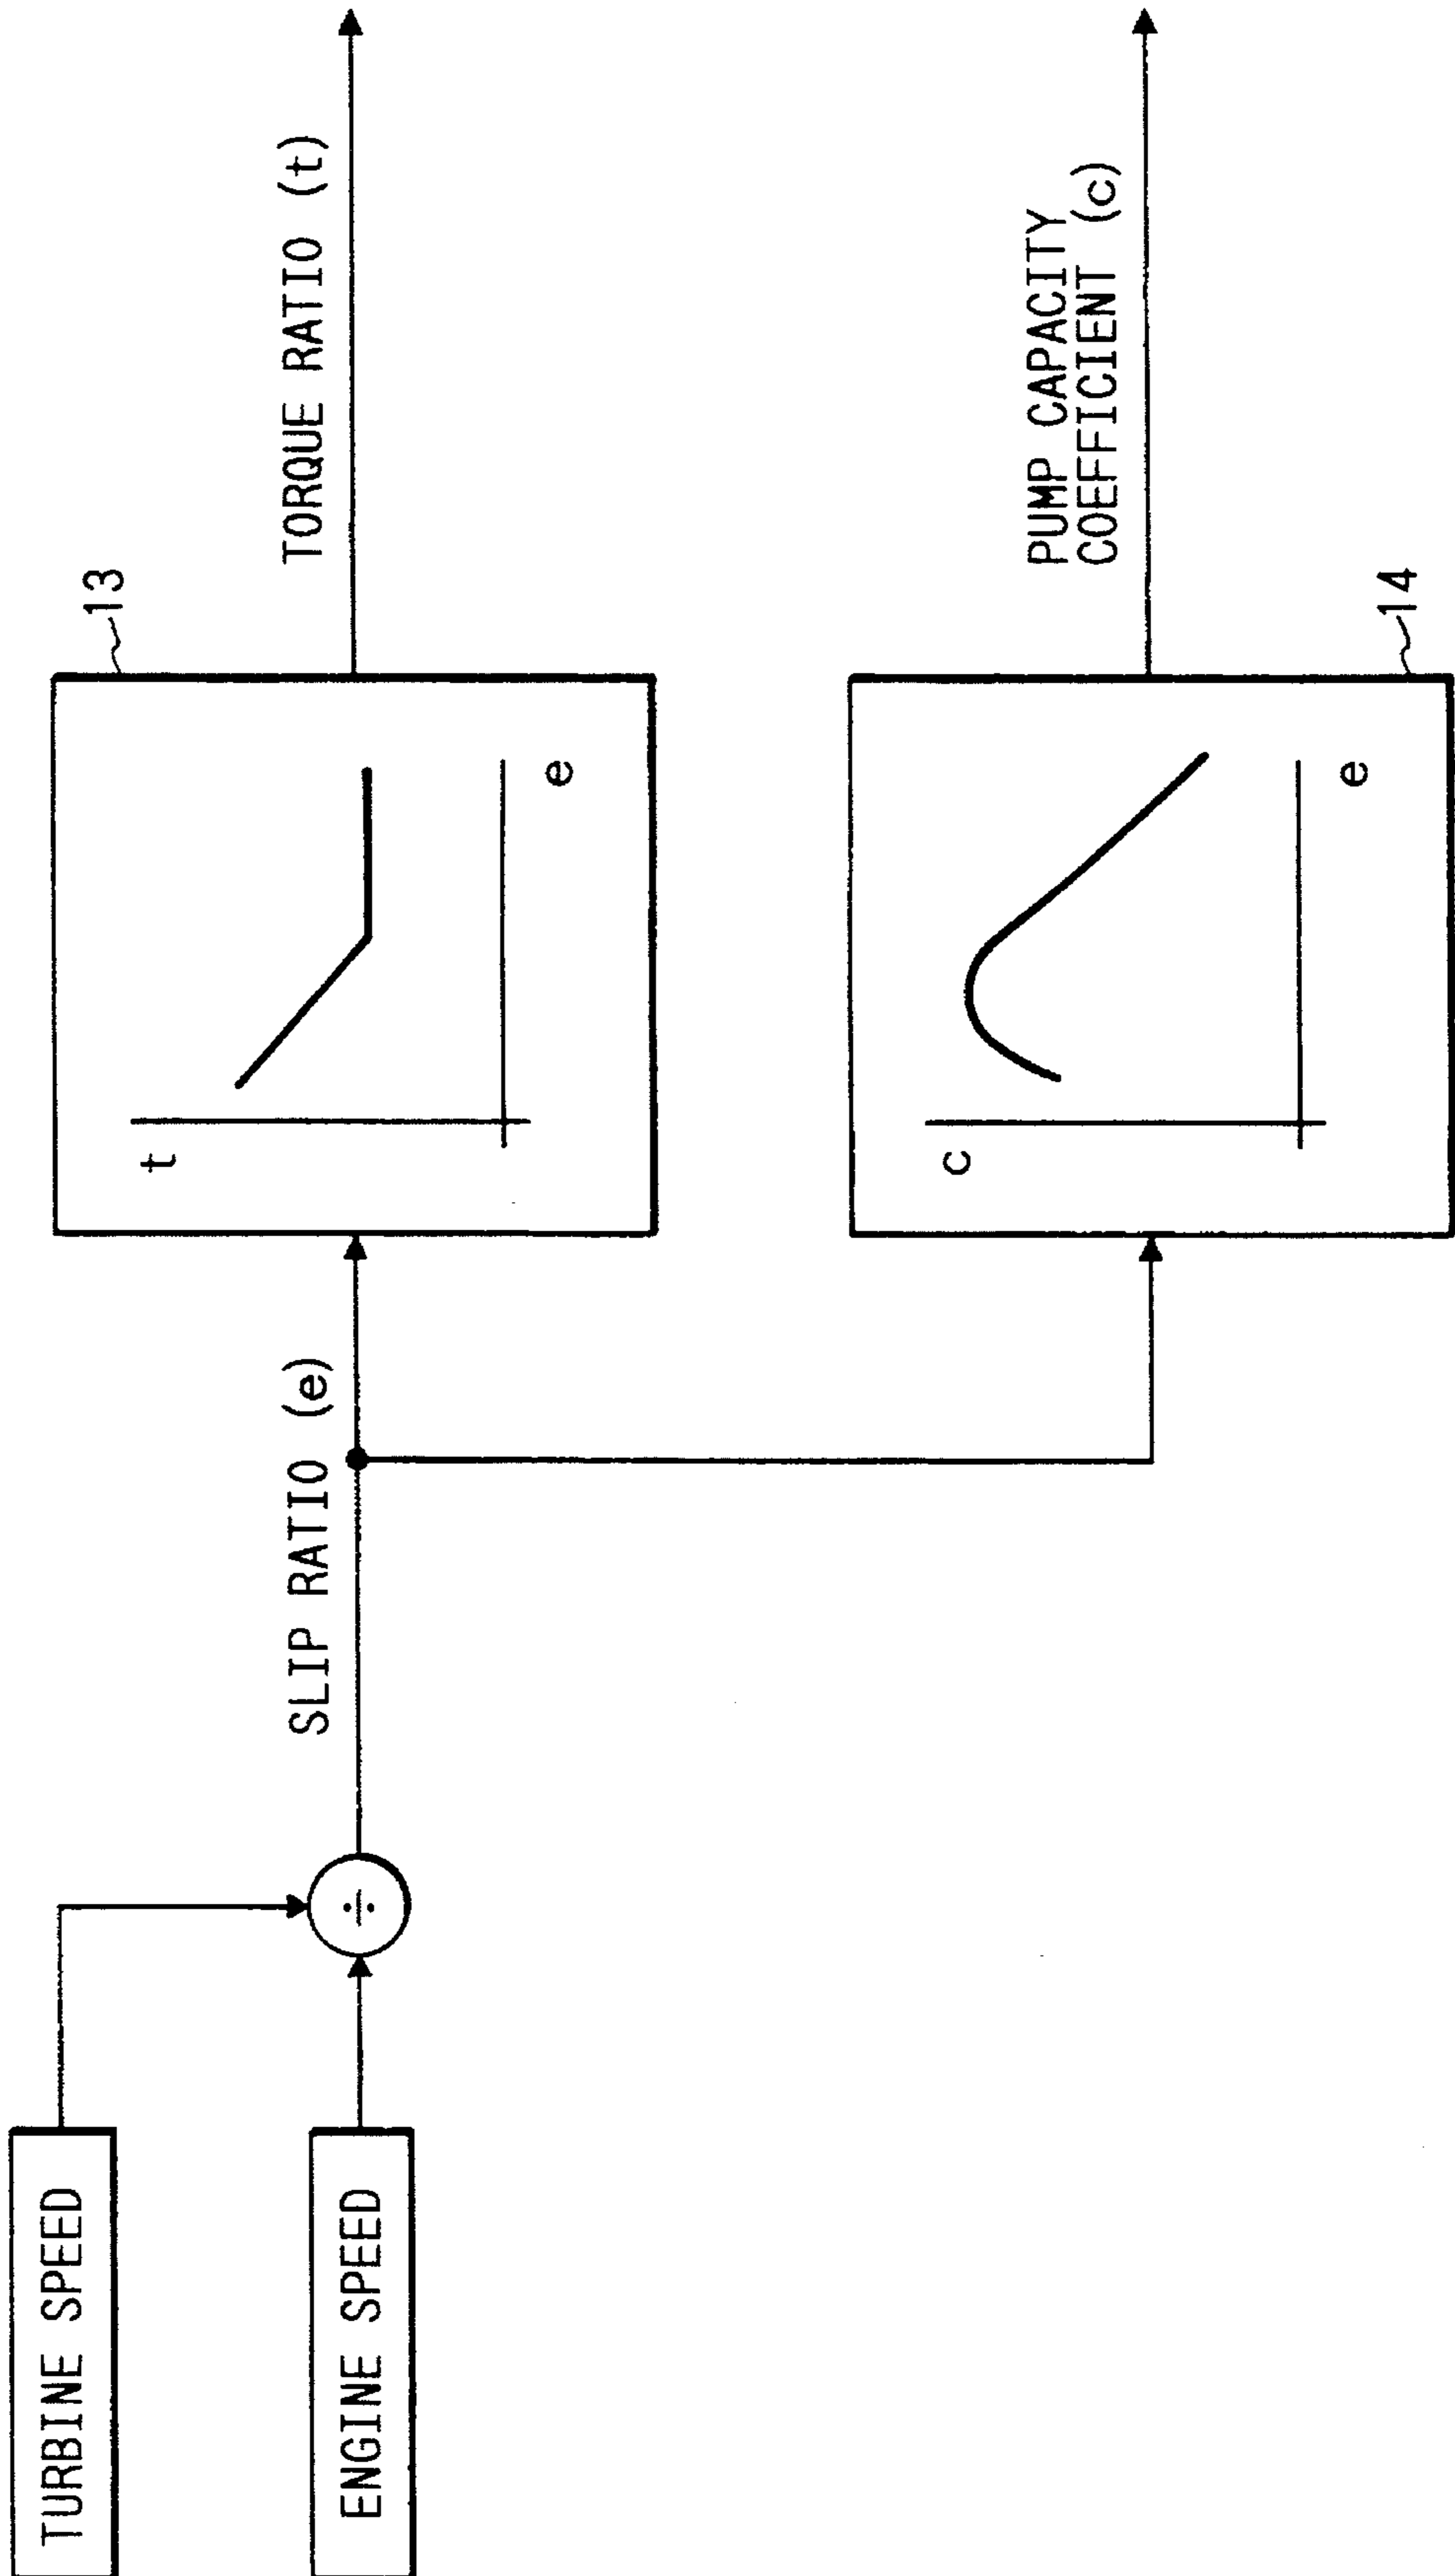 TURBINE SPEED
ENGINE SPEED
÷
SLIP RATIO (e)
13
t
e
TORQUE RATIO (t)
14
c
e
PUMP CAPACITY
COEFFICIENT (c)